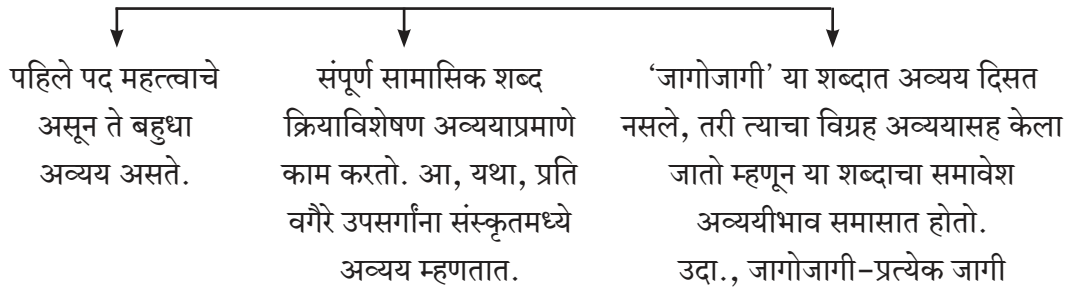 पहिले पद महत्त्वाचे
असून ते बहुधा
अव्यय असते.
संपूर्ण सामासिक शब्द
क्रियाविशेषण अव्ययाप्रमाणे
काम करतो. आ, यथा, प्रति
वगैरे उपसर्गांना संस्कृतमध्ये
अव्यय म्हणतात.
‘जागोजागी’ या शब्दात अव्यय दिसत
नसले, तरी त्याचा विग्रह अव्ययासह केला
जातो म्हणून या शब्दाचा समावेश
अव्ययीभाव समासात होतो.
उदा., जागोजागी-प्रत्येक जागी